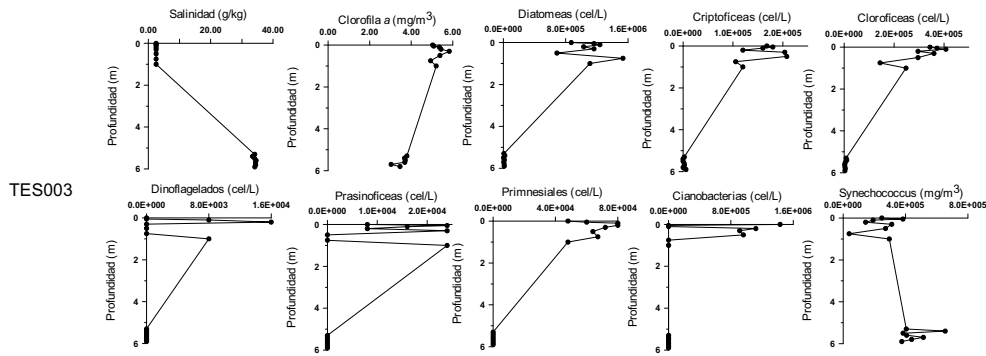 Salinidad (g/kg)
0.00 20.00 40.00
Profundidad (m)
0
2
4
6
Clorofila a (mg/m3)
0.00 2.00 4.00 6.00
Profundidad (m)
0
2
4
6
Diatomeas (cel/L)
0.0E+000 8.0E+005 1.6E+006
Profundidad (m)
0
2
4
6
Criptofíceas (cel/L)
0.0E+000 1.0E+005 2.0E+005
Profundidad (m)
0
2
4
6
Clorofíceas (cel/L)
0.0E+000 2.0E+005 4.0E+005
Profundidad (m)
0
2
4
6
TES003
Dinoflagelados (cel/L)
0.0E+000 8.0E+003 1.6E+004
Profundidad (m)
0
2
4
6
Prasinofíceas (cel/L)
0.0E+000 1.0E+004 2.0E+004
Profundidad (m)
0
2
4
6
Primnesiales (cel/L)
0.0E+000 4.0E+004 8.0E+004
Profundidad (m)
0
2
4
6
Cianobacterias (cel/L)
0.0E+000 8.0E+005 1.6E+006
Profundidad (m)
0
2
4
6
Synechococcus (mg/m3)
0.0E+000 4.0E+005 8.0E+005
Profundidad (m)
0
2
4
6